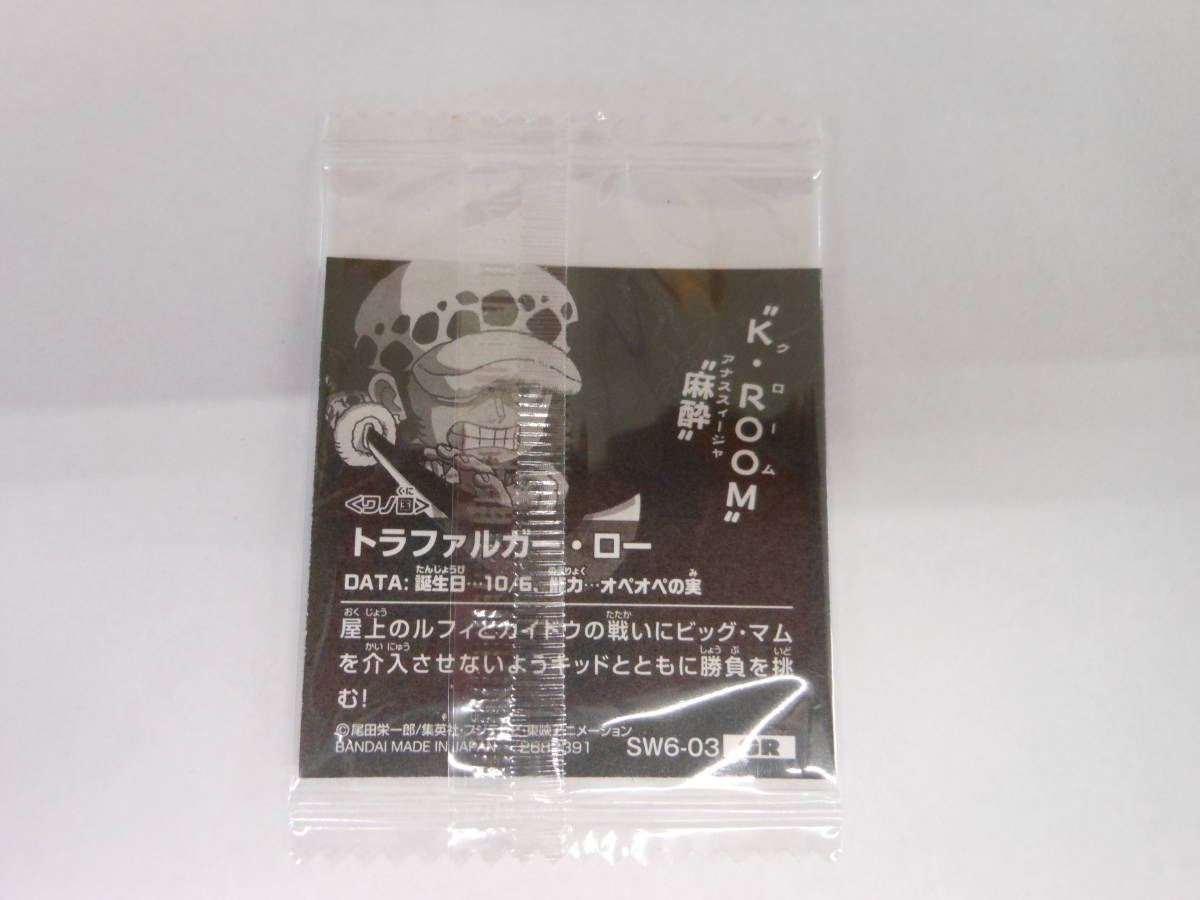 "K・ROOM"
クローム
"麻酔"
アナススィージャ
くに
<ワノ国>
トラファルガー・ロー
たんじょうび み
DATA: 誕生日…10/6、能力…オペオペの実
おくじょう たたか
屋上のルフィとカイドウの戦いにビッグ・マム
かいにゅう しょうぶ いど
を介入させないようキッドとともに勝負を挑
む!
©尾田栄一郎/集英社・フジテレビ・東映アニメーション
BANDAI MADE IN JAPAN
SW6-03 SR